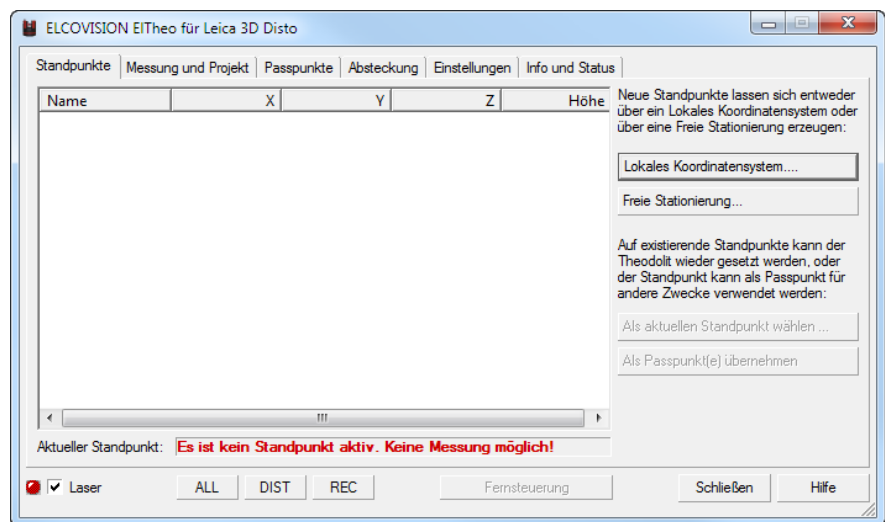 ELCOVISION ElTheo für Leica 3D Disto
Standpunkte Messung und Projekt Passpunkte Absteckung Einstellungen Info und Status
Name X Y Z Höhe
Neue Standpunkte lassen sich entweder
über ein Lokales Koordinatensystem oder
über eine Freie Stationierung erzeugen:
Lokales Koordinatensystem....
Freie Stationierung...
Auf existierende Standpunkte kann der
Theodolit wieder gesetzt werden, oder
der Standpunkt kann als Passpunkt für
andere Zwecke verwendet werden:
Als aktuellen Standpunkt wählen ...
Als Passpunkt(e) übernehmen
Aktueller Standpunkt: Es ist kein Standpunkt aktiv. Keine Messung möglich!
Laser ALL DIST REC Fernsteuerung Schließen Hilfe